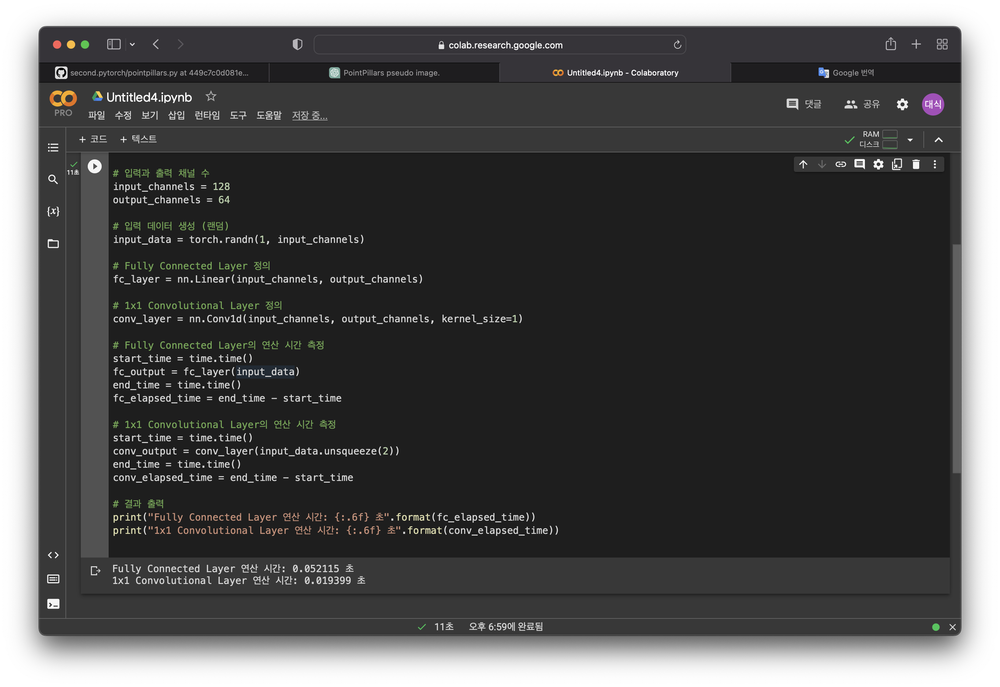 colab.research.google.com
second.pytorch/pointpillars.py at 449c7c0d081e...
PointPillars pseudo image.
Untitled4.ipynb - Colaboratory
Google 번역
PRO
Untitled4.ipynb
댓글
공유
대식
파일 수정 보기 삽입 런타임 도구 도움말 저장 중...
+ 코드 + 텍스트
RAM
디스크
11초
# 입력과 출력 채널 수
input_channels = 128
output_channels = 64
# 입력 데이터 생성 (랜덤)
input_data = torch.randn(1, input_channels)
# Fully Connected Layer 정의
fc_layer = nn.Linear(input_channels, output_channels)
# 1x1 Convolutional Layer 정의
conv_layer = nn.Conv1d(input_channels, output_channels, kernel_size=1)
# Fully Connected Layer의 연산 시간 측정
start_time = time.time()
fc_output = fc_layer(input_data)
end_time = time.time()
fc_elapsed_time = end_time - start_time
# 1x1 Convolutional Layer의 연산 시간 측정
start_time = time.time()
conv_output = conv_layer(input_data.unsqueeze(2))
end_time = time.time()
conv_elapsed_time = end_time - start_time
# 결과 출력
print("Fully Connected Layer 연산 시간: {:.6f} 초".format(fc_elapsed_time))
print("1x1 Convolutional Layer 연산 시간: {:.6f} 초".format(conv_elapsed_time))
Fully Connected Layer 연산 시간: 0.052115 초
1x1 Convolutional Layer 연산 시간: 0.019399 초
11초 오후 6:59에 완료됨